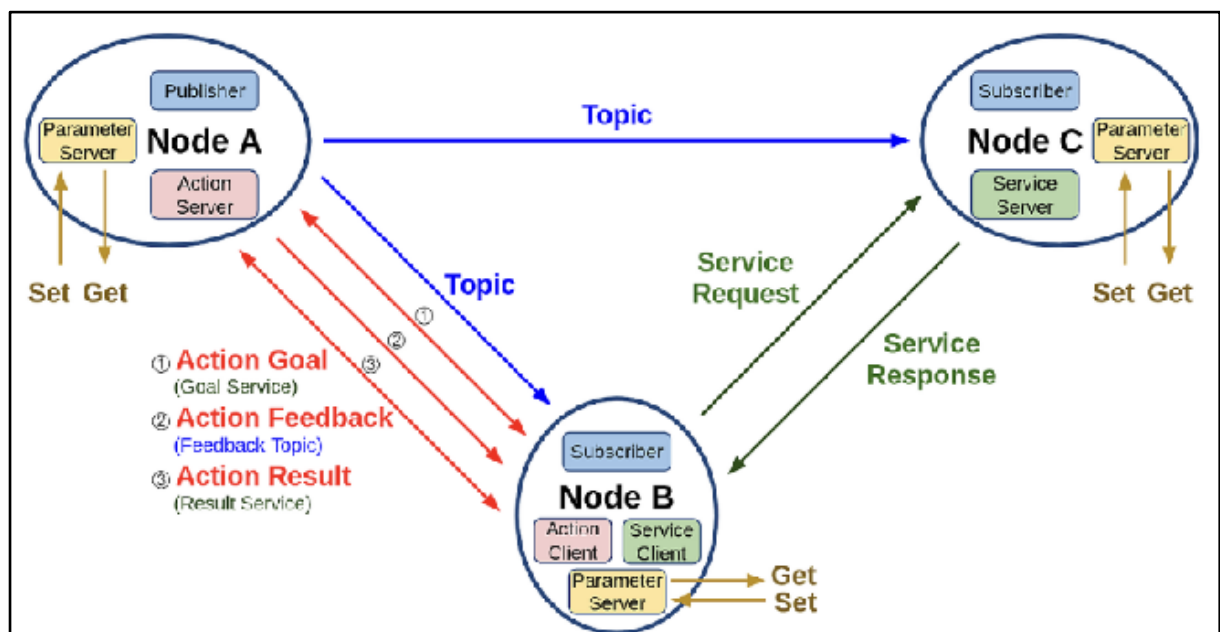 Publisher
Parameter
Server
Node A
Action
Server
Set Get
Topic
Subscriber
Node C
Parameter
Server
Service
Server
Set Get
Topic
①
②
③
Service
Request
Service
Response
① Action Goal
(Goal Service)
② Action Feedback
(Feedback Topic)
③ Action Result
(Result Service)
Subscriber
Node B
Action
Client
Service
Client
Parameter
Server
Get
Set